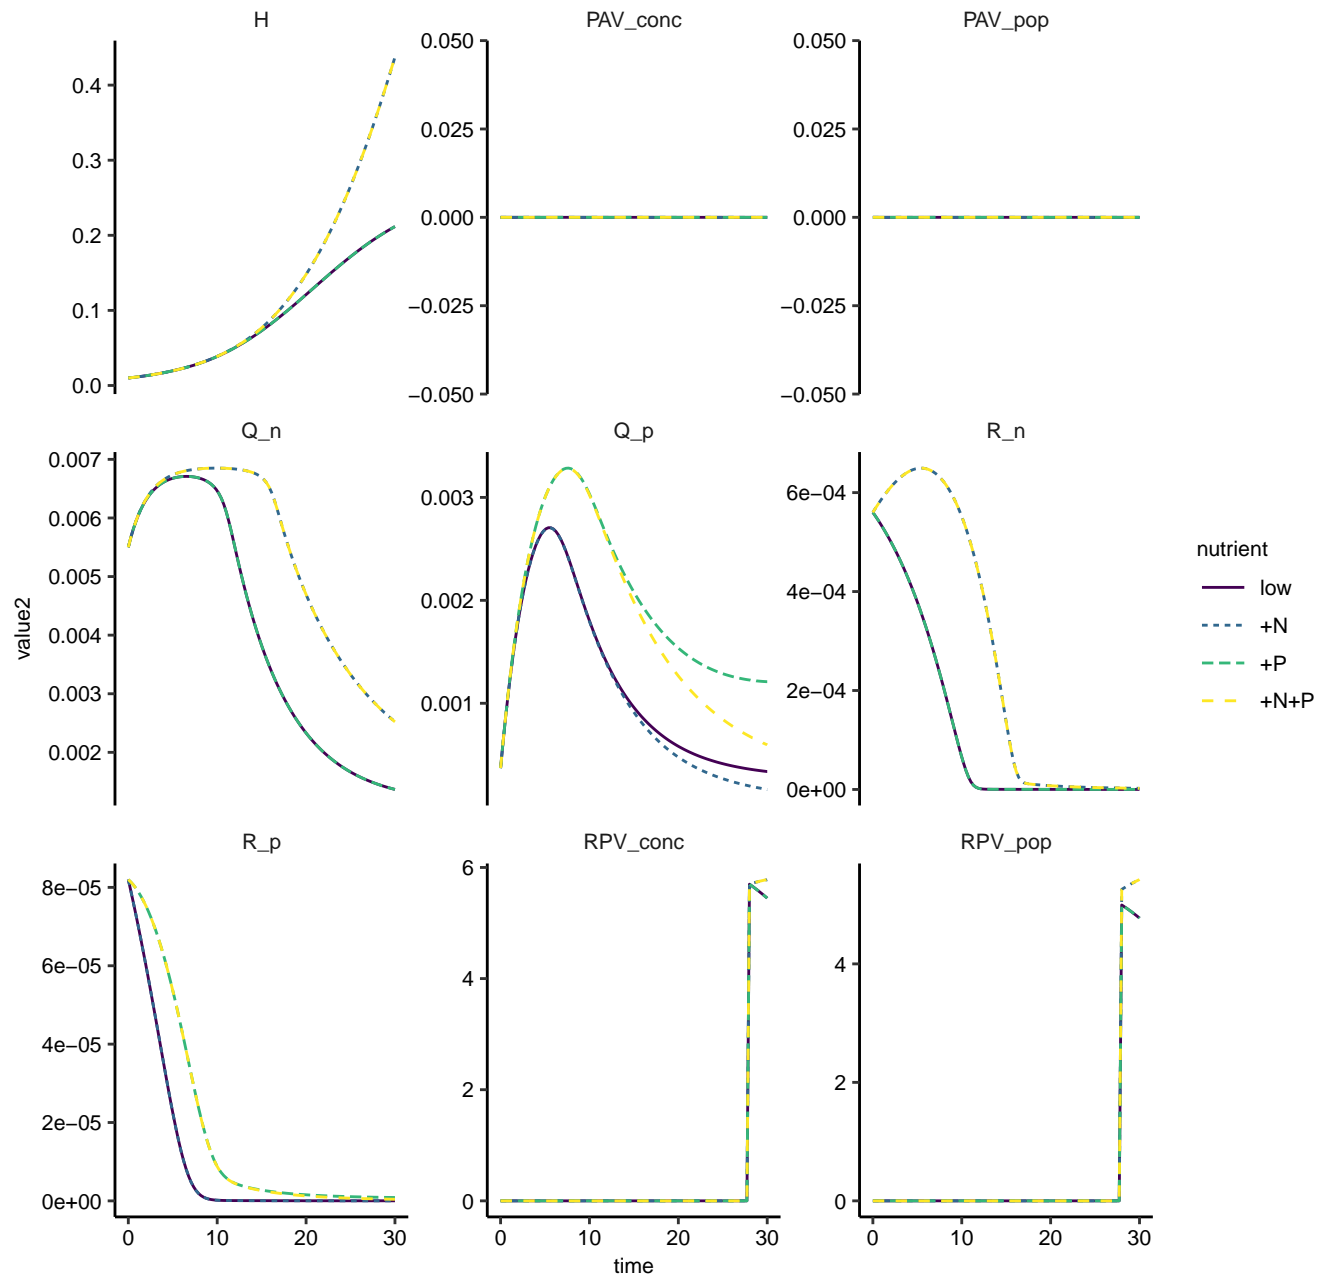 H
PAV_conc
PAV_pop
0.4
0.3
0.2
0.1
0.0
0.050
0.025
0.000
−0.025
−0.050
0.050
0.025
0.000
−0.025
−0.050
Q_n
Q_p
R_n
0.007
0.006
0.005
0.004
0.003
0.002
0.003
0.002
0.001
6e−04
4e−04
2e−04
0e+00
value2
R_p
RPV_conc
RPV_pop
8e−05
6e−05
4e−05
2e−05
0e+00
6
4
2
0
4
2
0
0 10 20 30
0 10 20 30
0 10 20 30
time
nutrient
low
+N
+P
+N+P